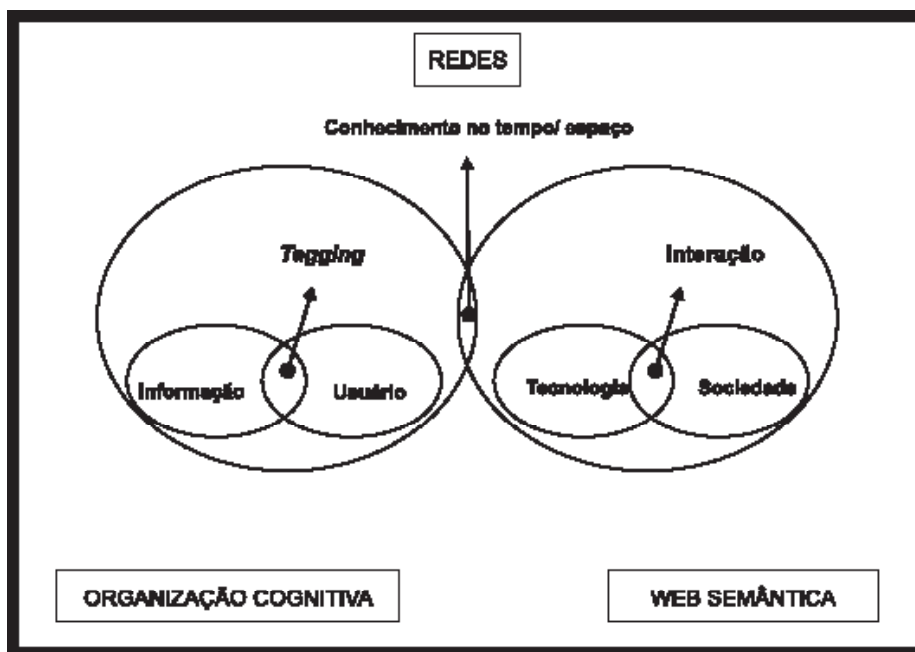 REDES
Conhecimento no tempo/ espaço
Tagging
Interação
Informação
Usuário
Tecnologia
Sociedade
ORGANIZAÇÃO COGNITIVA
WEB SEMÂNTICA